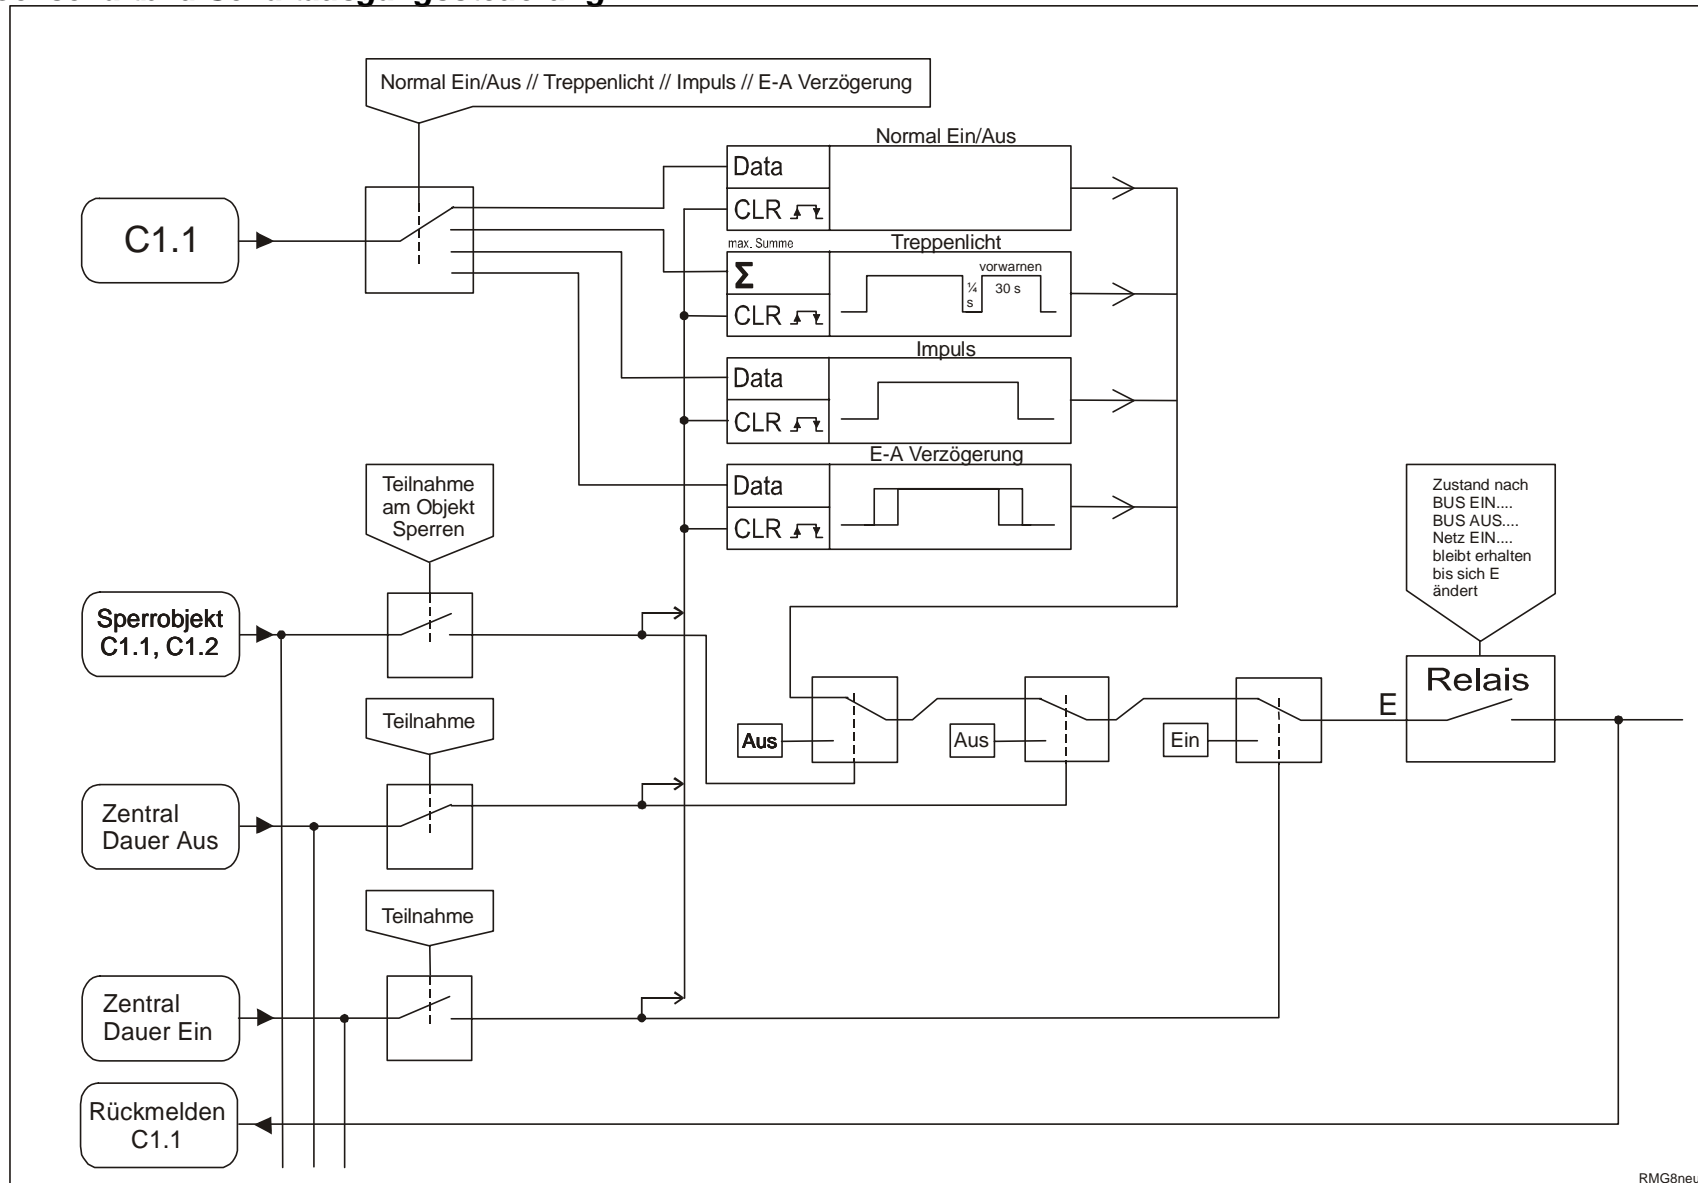 Normal Ein/Aus // Treppenlicht // Impuls // E-A Verzögerung
Normal Ein/Aus
Data
CLR
C1.1
max. Summe
Treppenlicht
Σ
vorwarnen
¼
s
30 s
CLR
Impuls
Data
CLR
E-A Verzögerung
Data
CLR
Teilnahme
am Objekt
Sperren
Zustand nach
BUS EIN....
BUS AUS....
Netz EIN....
bleibt erhalten
bis sich E
ändert
Sperrobjekt
C1.1, C1.2
Relais
E
Teilnahme
Aus
Aus
Ein
Zentral
Dauer Aus
Teilnahme
Zentral
Dauer Ein
Rückmelden
C1.1
RMG8neu